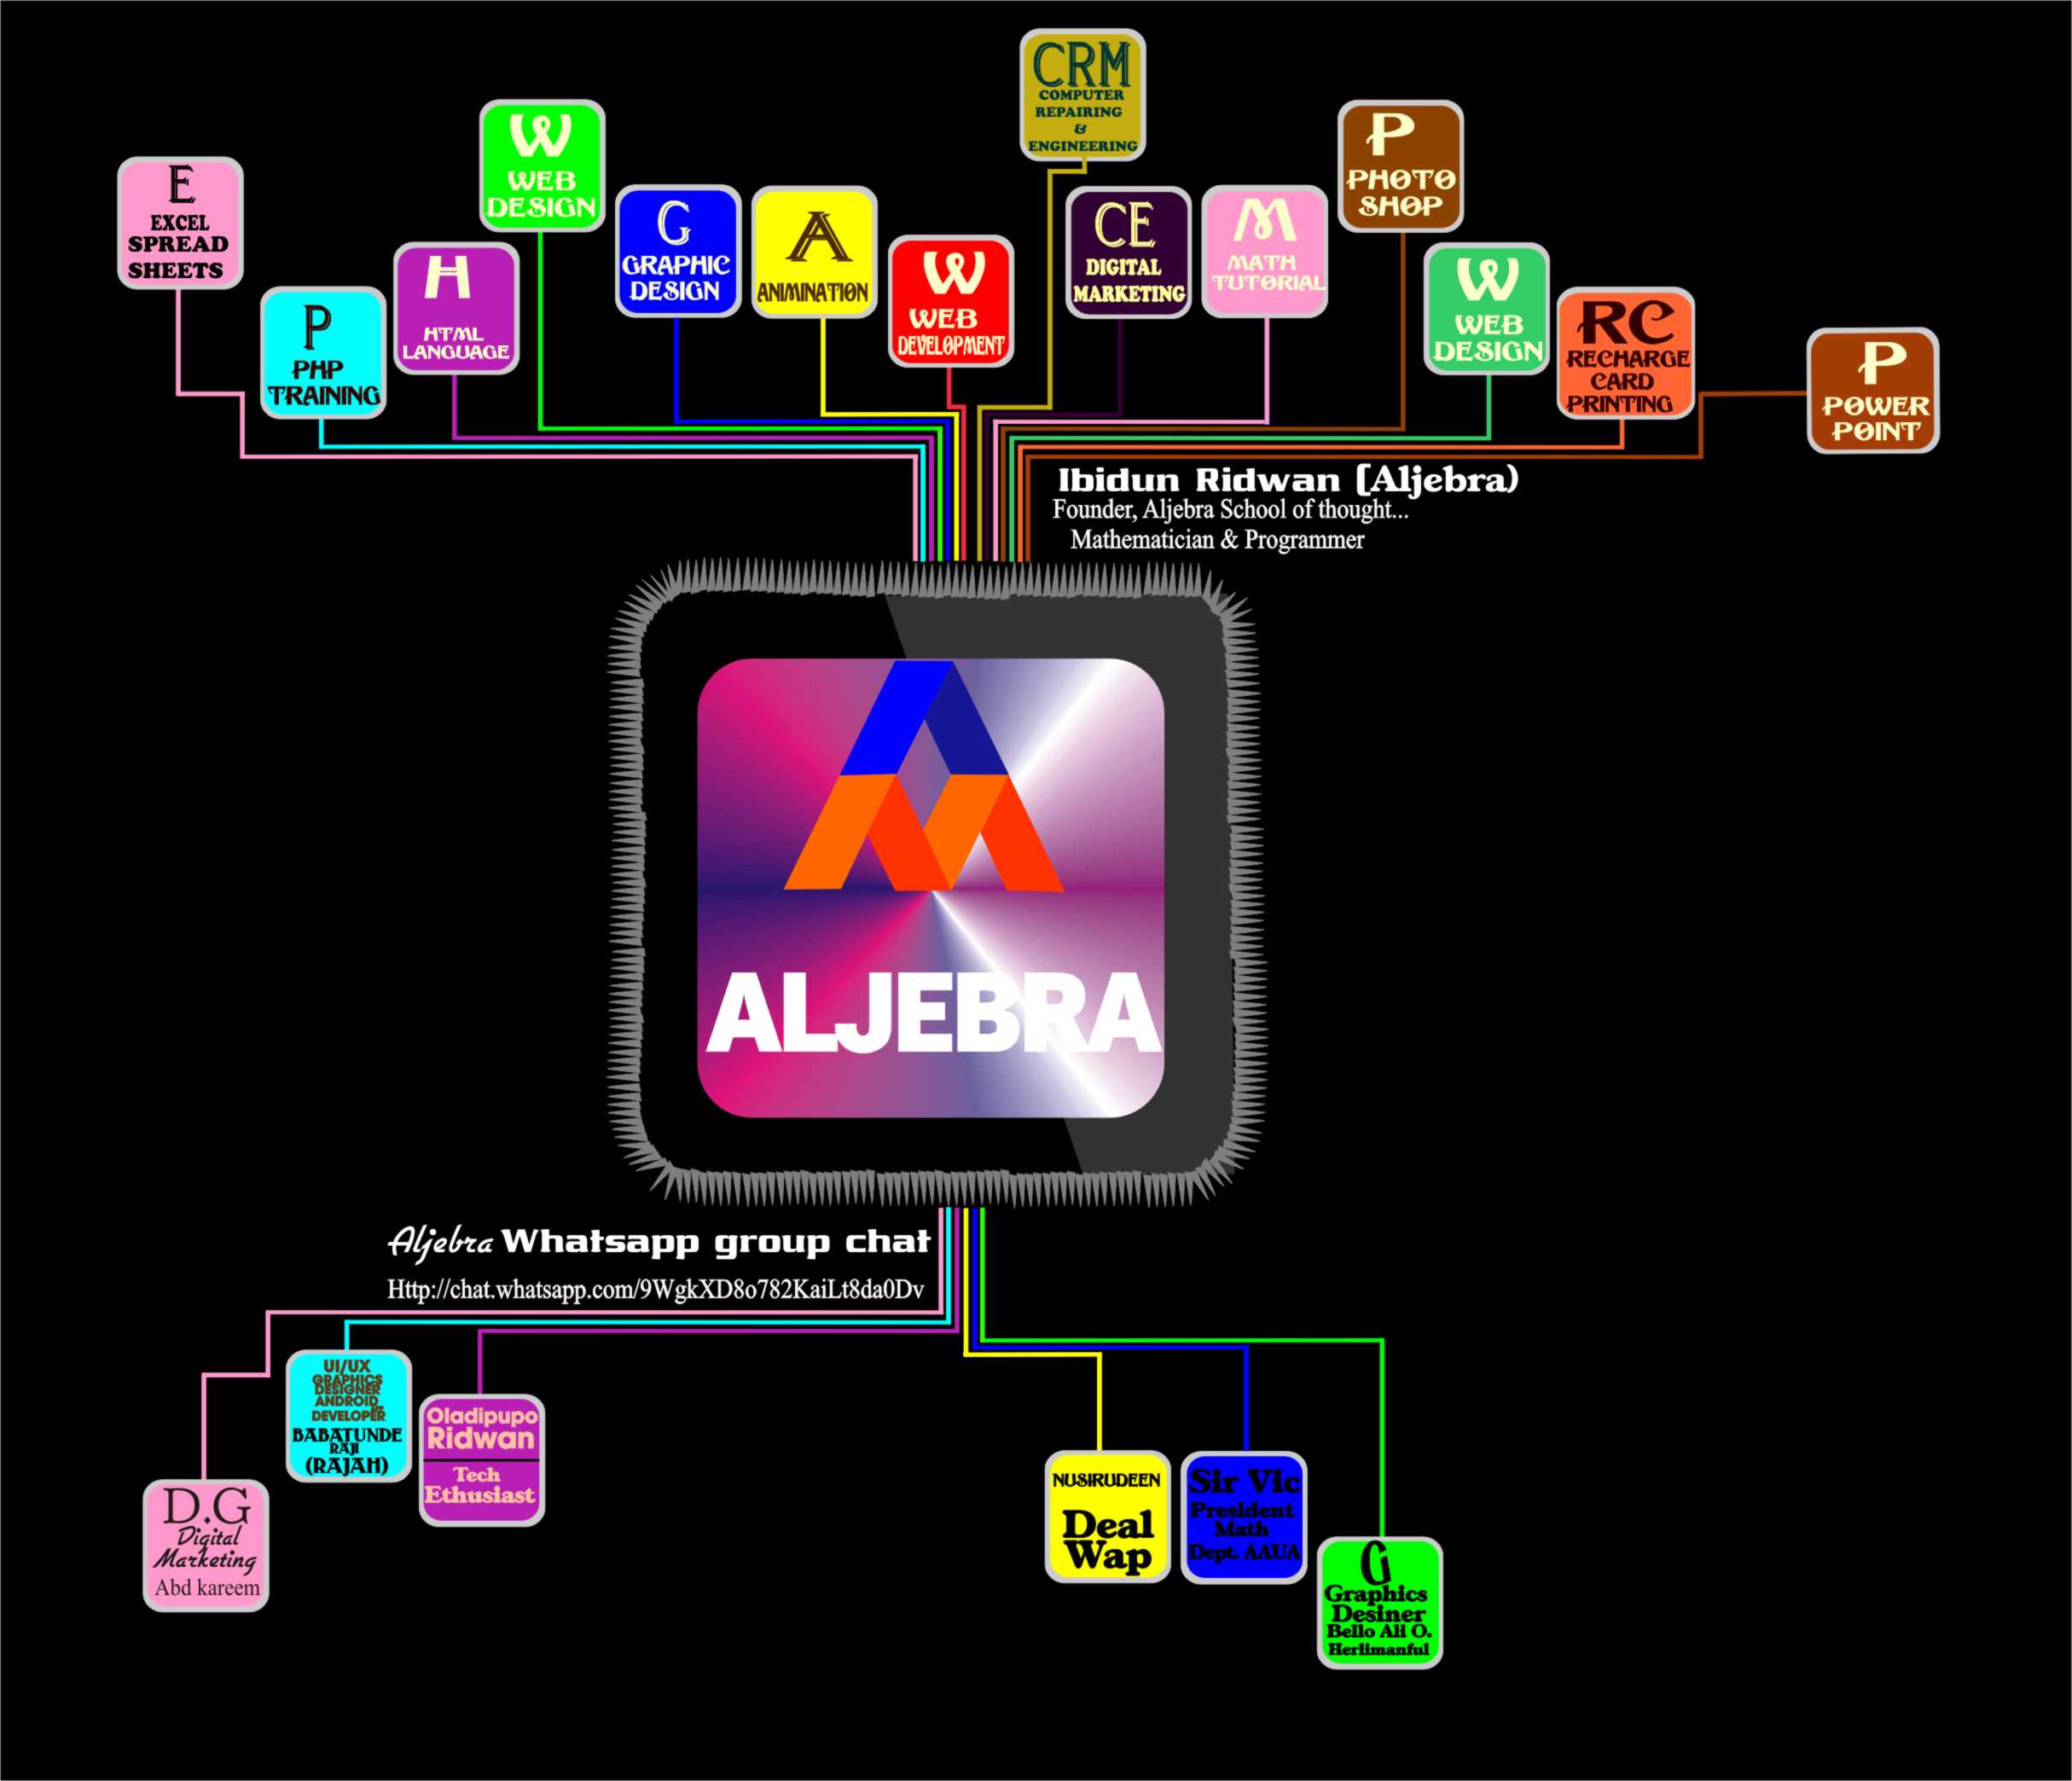 CRM
COMPUTER
REPAIRING
&
ENGINEERING
E
EXCEL
SPREAD
SHEETS
P
PHP
TRAINING
H
HTML
LANGUAGE
W
WEB
DESIGN
G
GRAPHIC
DESIGN
A
ANIMINATION
W
WEB
DEVELOPMENT
CE
DIGITAL
MARKETING
M
MATH
TUTORIAL
P
PHOTO
SHOP
W
WEB
DESIGN
RC
RECHARGE
CARD
PRINTING
P
POWER
POINT
Ibidun Ridwan (Aljebra)
Founder, Aljebra School of thought...
Mathematician & Programmer
ALJEBRA
Aljebra Whatsapp group chat
Http://chat.whatsapp.com/9WgkXD8o782KaiLt8da0Dv
D.G
Digital
Marketing
Abd kareem
UI/UX
GRAPHICS
DESIGNER
ANDROID
DEVELOPER
BABATUNDE
RAJI
(RAJAH)
Oladipupo
Ridwan
Tech
Ethusiast
NUSIRUDEEN
Deal
Wap
Sir Vic
President
Math
Dept. AAUA
G
Graphics
Desiner
Bello Ali O.
Herlimanful